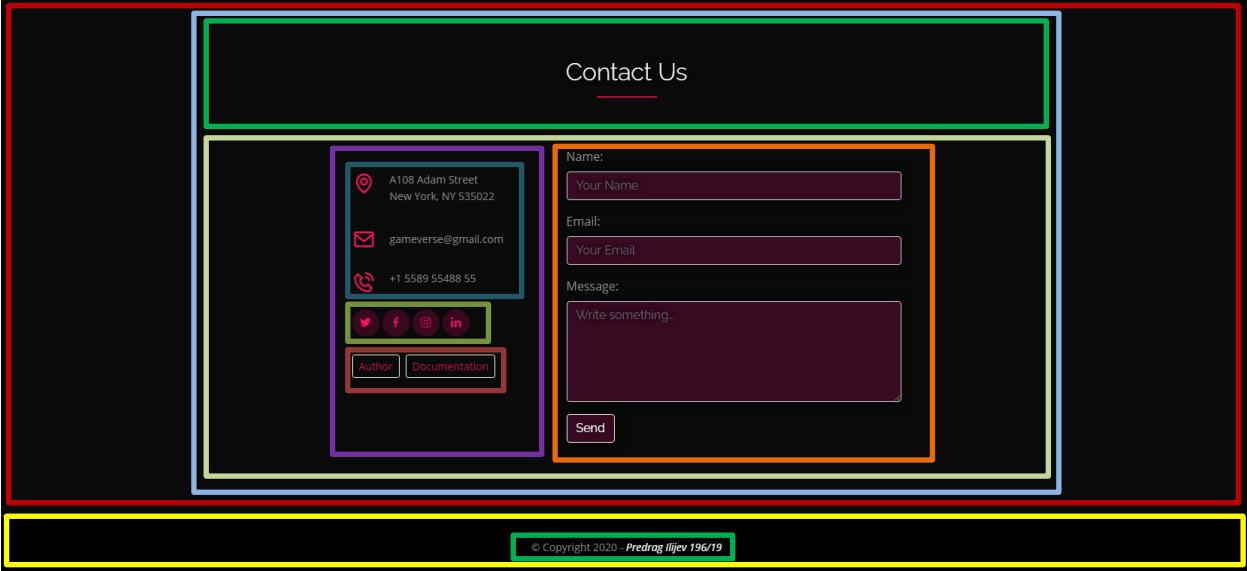 Contact Us
A108 Adam Street
New York, NY 535022
gameverse@gmail.com
+1 5589 55488 55
Author Documentation
Name:
Your Name
Email:
Your Email
Message:
Write something...
Send
© Copyright 2020 - Predrag Ilijev 196/19